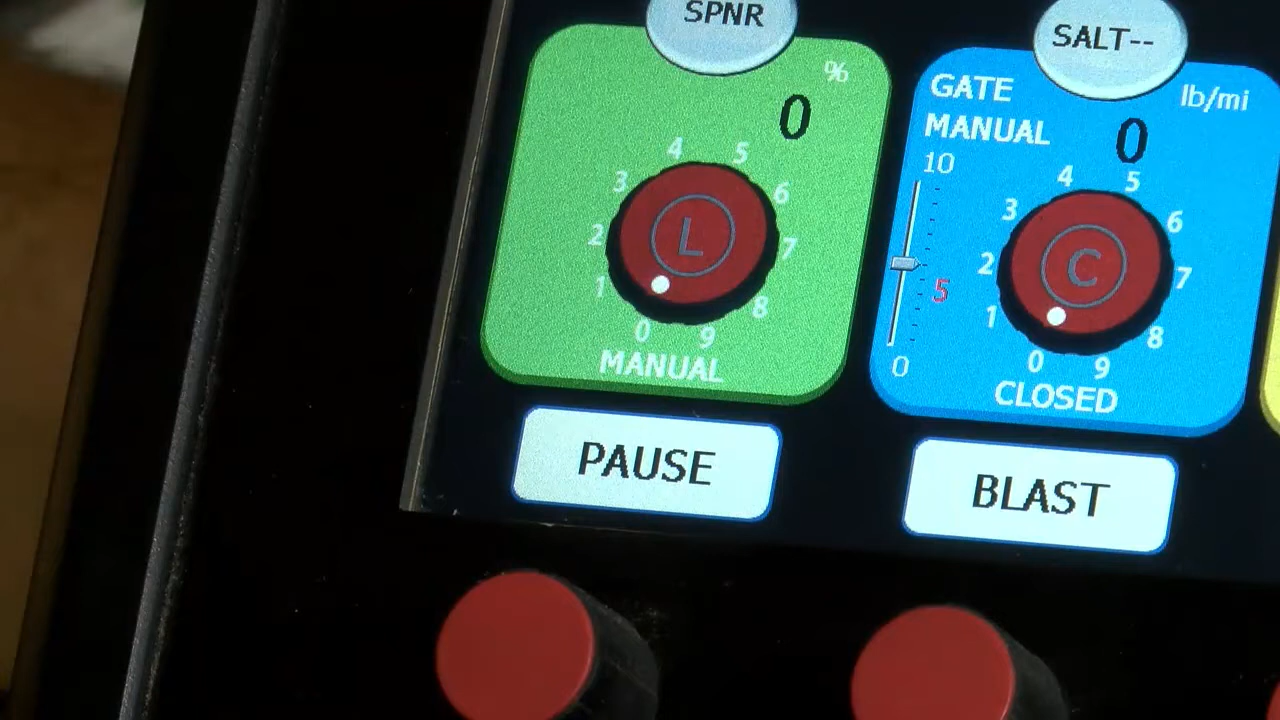 SPNR
%
0
4 5
3 6
2 7
1 8
0 9
L
MANUAL
PAUSE
SALT--
GATE
lb/mi
MANUAL
0
10
5
0
4 5
3 6
2 7
1 8
0 9
C
CLOSED
BLAST